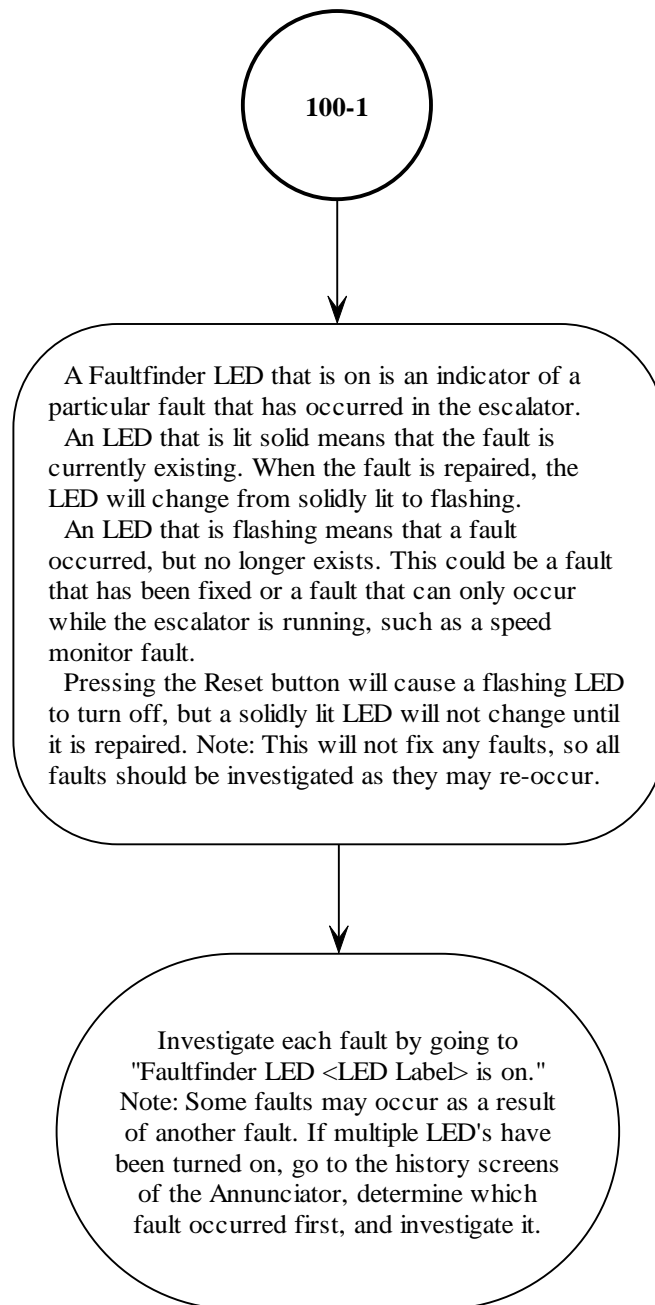 100-1
A Faultfinder LED that is on is an indicator of a
particular fault that has occurred in the escalator.
An LED that is lit solid means that the fault is
currently existing. When the fault is repaired, the
LED will change from solidly lit to flashing.
An LED that is flashing means that a fault
occurred, but no longer exists. This could be a fault
that has been fixed or a fault that can only occur
while the escalator is running, such as a speed
monitor fault.
Pressing the Reset button will cause a flashing LED
to turn off, but a solidly lit LED will not change until
it is repaired. Note: This will not fix any faults, so all
faults should be investigated as they may re-occur.
Investigate each fault by going to
"Faultfinder LED <LED Label> is on."
Note: Some faults may occur as a result
of another fault. If multiple LED's have
been turned on, go to the history screens
of the Annunciator, determine which
fault occurred first, and investigate it.